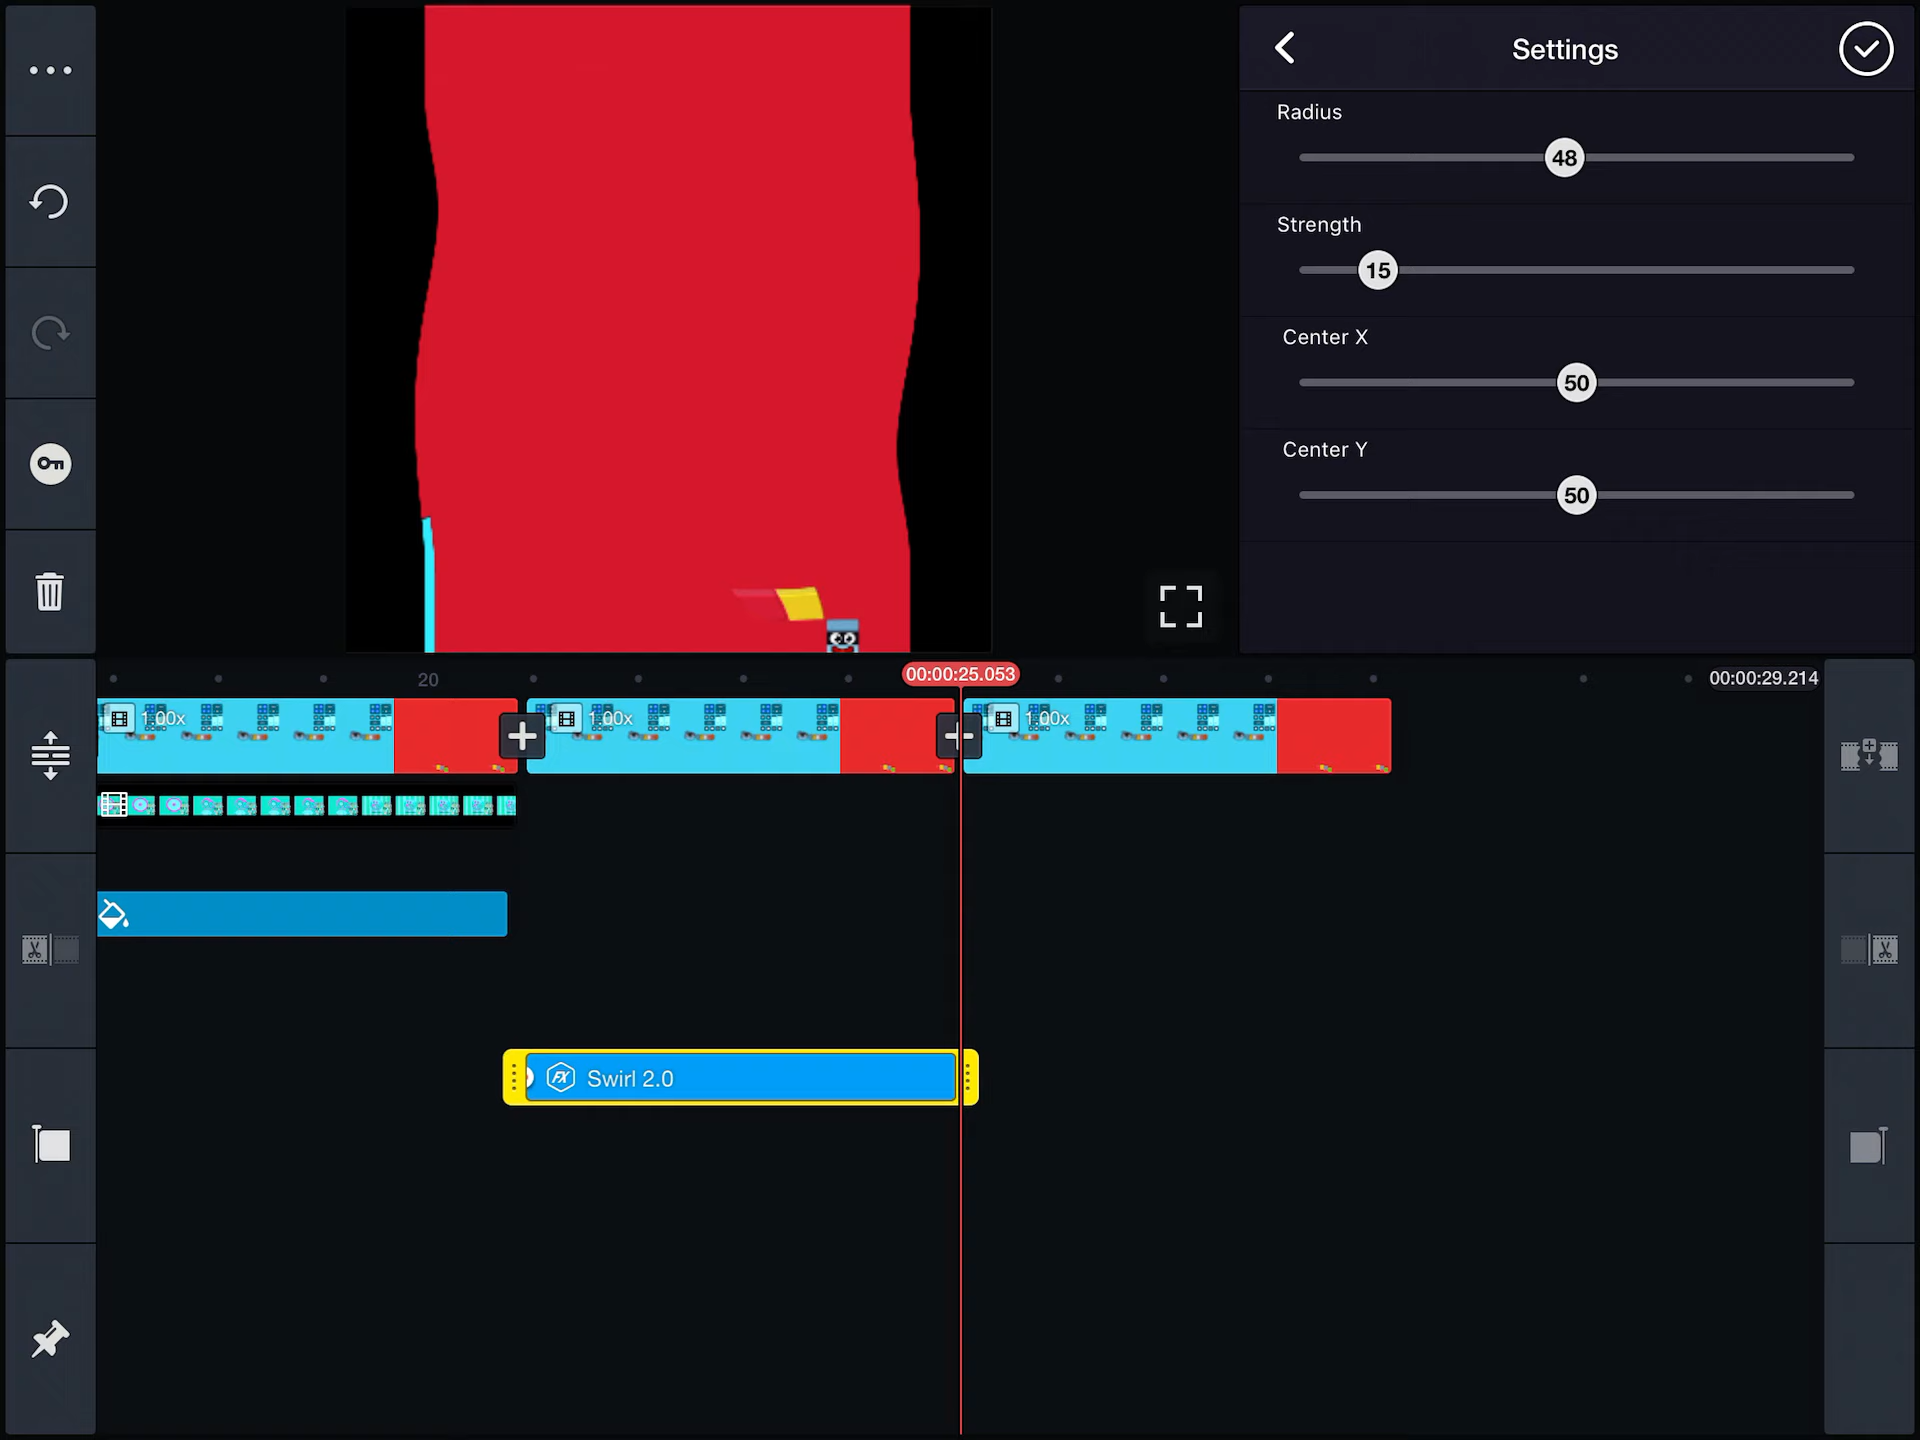 Settings
Radius
48
Strength
15
Center X
50
Center Y
50
20
00:00:25.053
00:00:29.214
1.00x
1.00x
1.00x
FX Swirl 2.0